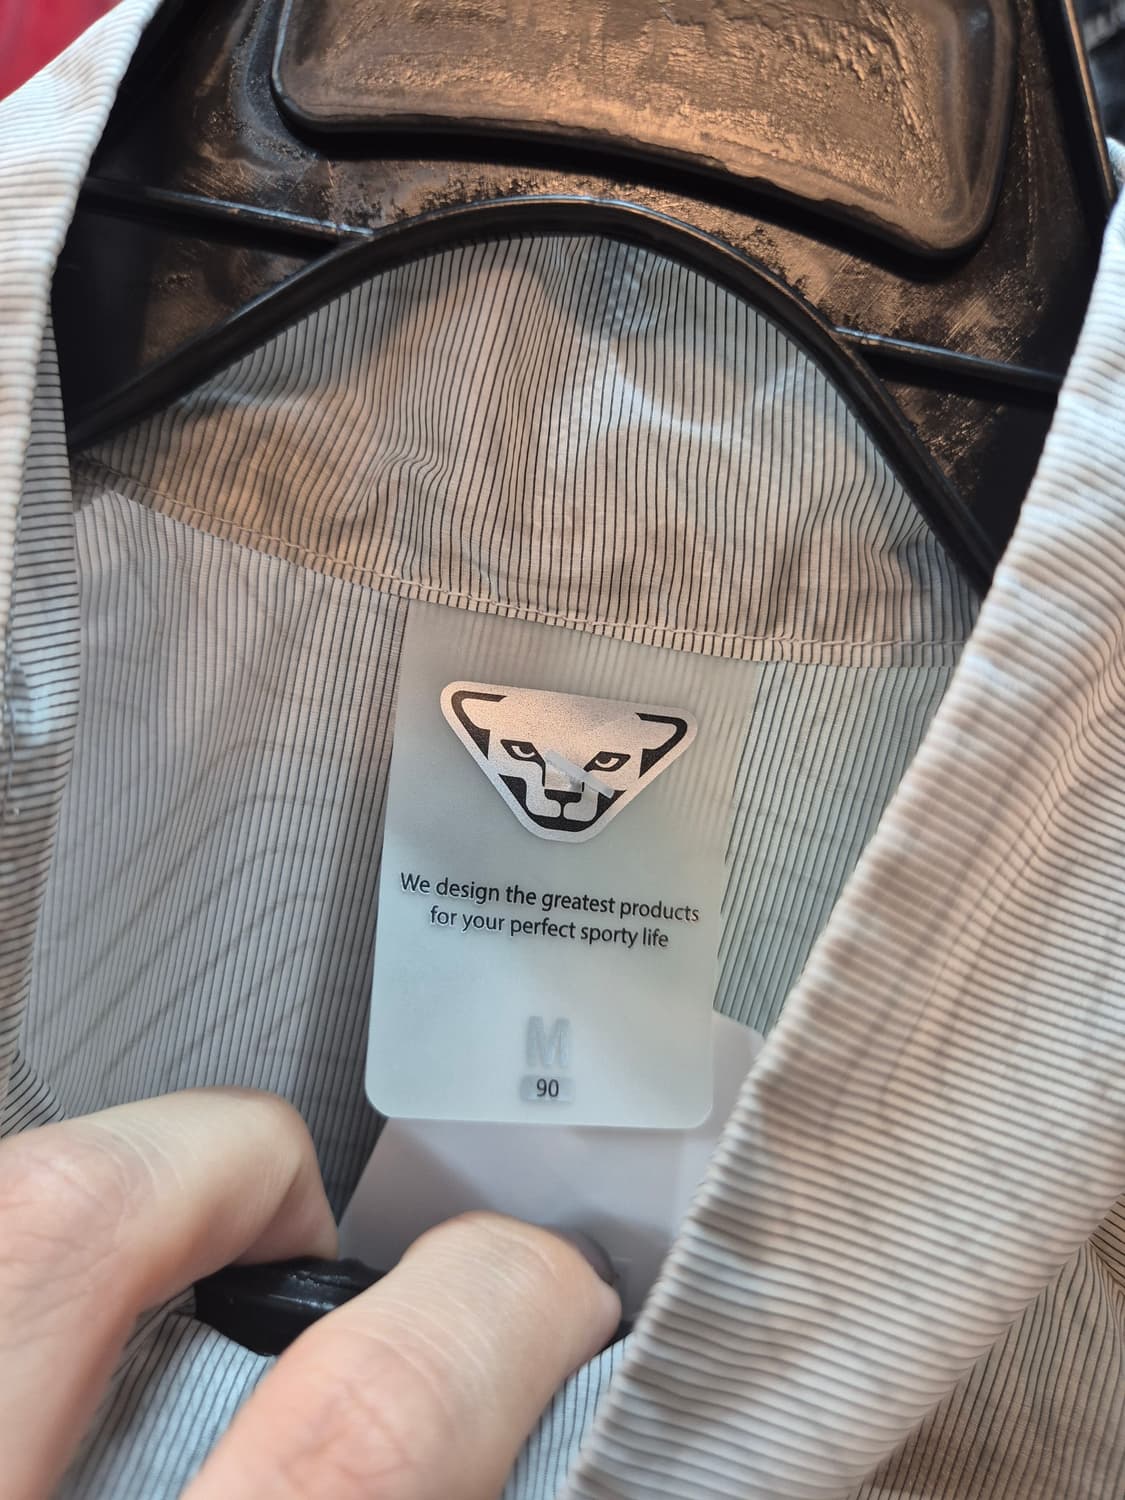 We design the greatest products
for your perfect sporty life
M
90